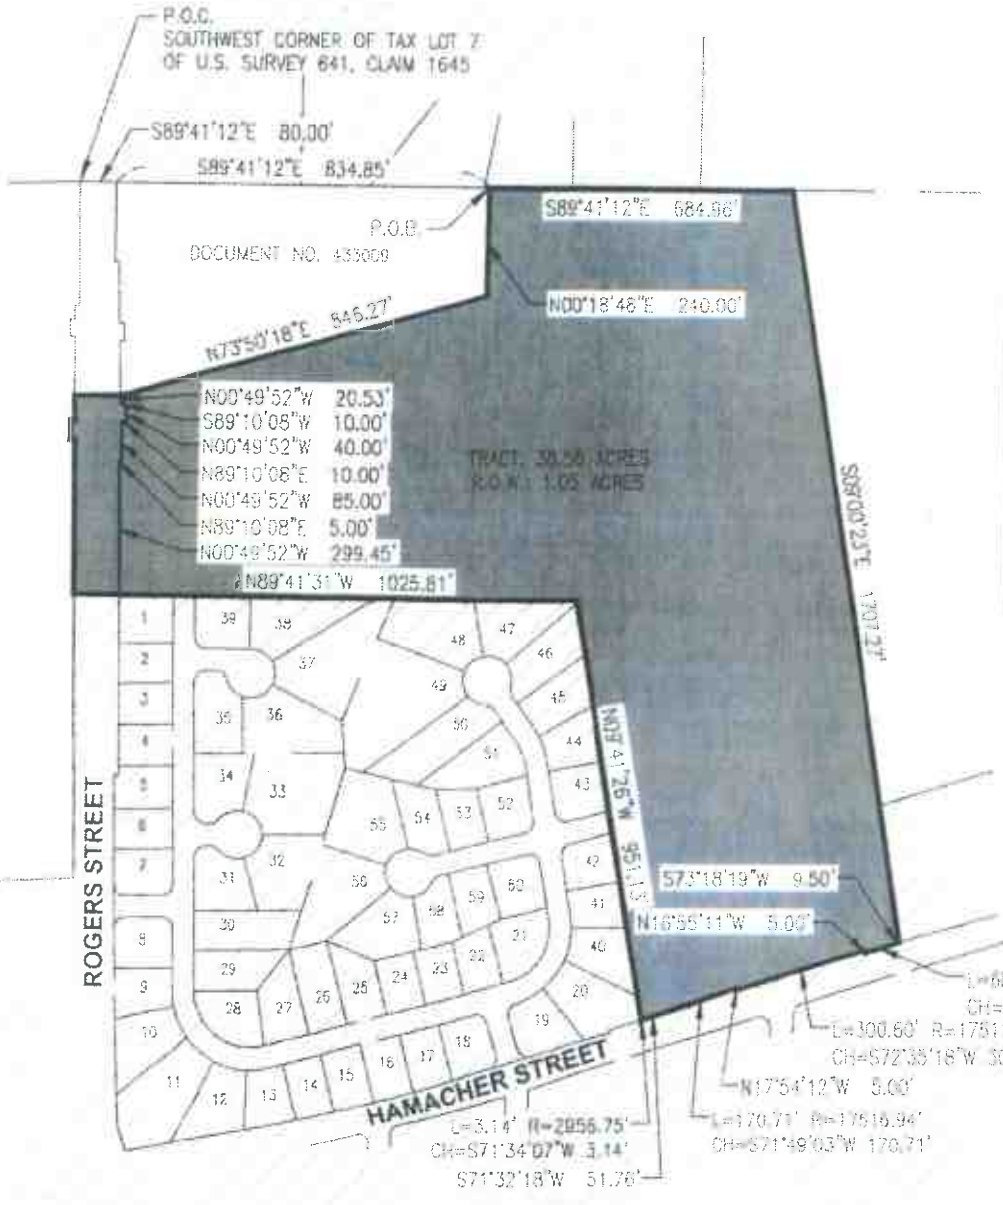 P.O.C.
SOUTHWEST CORNER OF TAX LOT 7
OF U.S. SURVEY 641, CLAIM 1645
S89°41'12"E 80.00'
S89°41'12"E 834.85'
S89°41'12"E 684.96'
P.O.B.
DOCUMENT NO. 433009
N00°18'48"E 240.00'
N73°50'18"E 846.27'
N00°49'52"W 20.53'
S89°10'08"W 10.00'
N00°49'52"W 40.00'
N89°10'08"E 10.00'
N00°49'52"W 85.00'
N89°10'08"E 5.00'
N00°49'52"W 299.45'
TRACT: ACRES
R.O.W.: 1.05 ACRES
N89°41'31"W 1025.81'
1707.27'
951.15'
1
2
3
4
5
6
7
8
9
10
11
12
13
14
15
16
17
18
19
20
21
22
23
24
25
26
27
28
29
30
31
32
33
34
35
36
37
38
39
40
41
42
43
44
45
46
47
48
49
50
51
52
53
54
55
56
57
58
59
60
ROGERS STREET
HAMACHER STREET
S73°18'19"W 9.50'
N16°55'11"W 5.00'
CH=
L=300.60' R=1751
CH=S72°35'18"W
N17°54'12"W 5.00'
L=170.71' R=17516.94'
CH=S71°49'03"W 170.71'
L=3.14' R=2956.75'
CH=S71°34'07"W 3.14'
S71°32'18"W 51.76'